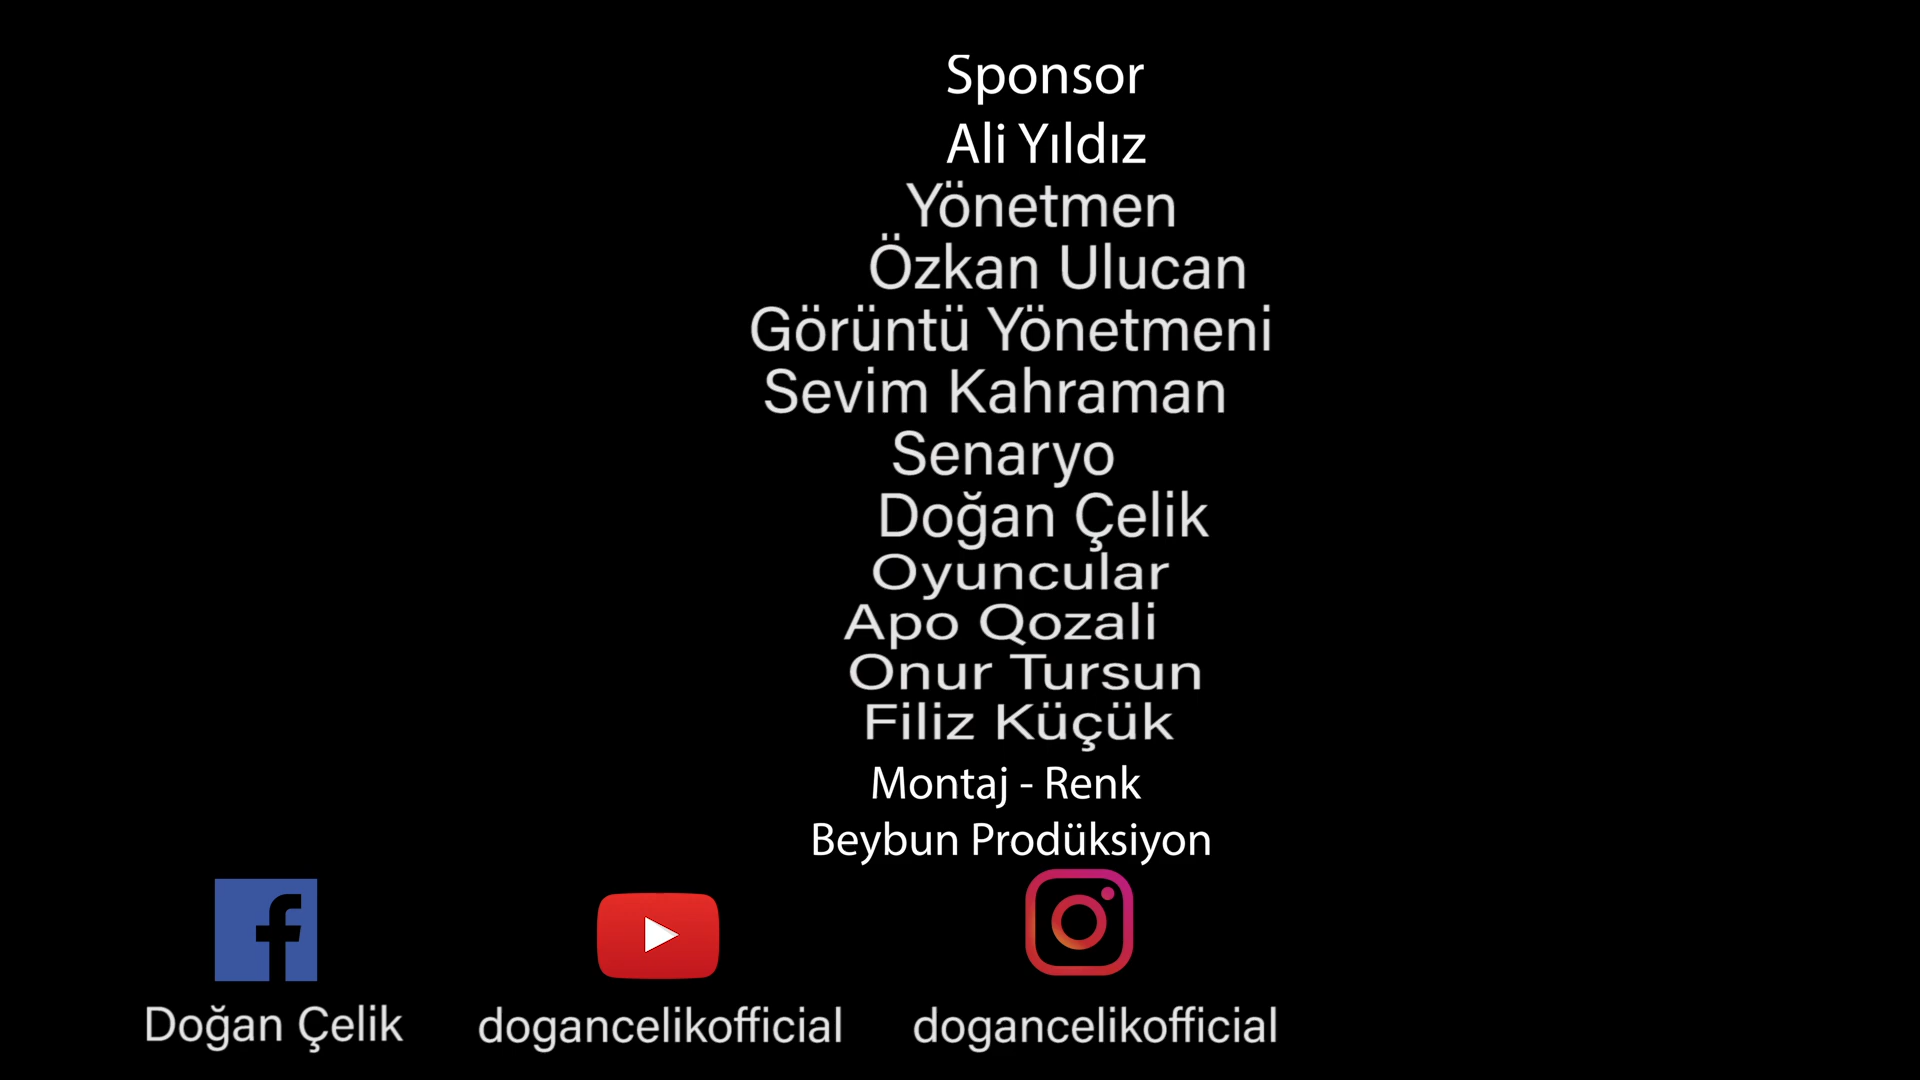 Sponsor
Ali Yıldız
Yönetmen
Özkan Ulucan
Görüntü Yönetmeni
Sevim Kahraman
Senaryo
Doğan Çelik
Oyuncular
Apo Qozali
Onur Tursun
Filiz Küçük
Montaj - Renk
Beybun Prodüksiyon
Doğan Çelik
dogancelikofficial
dogancelikofficial